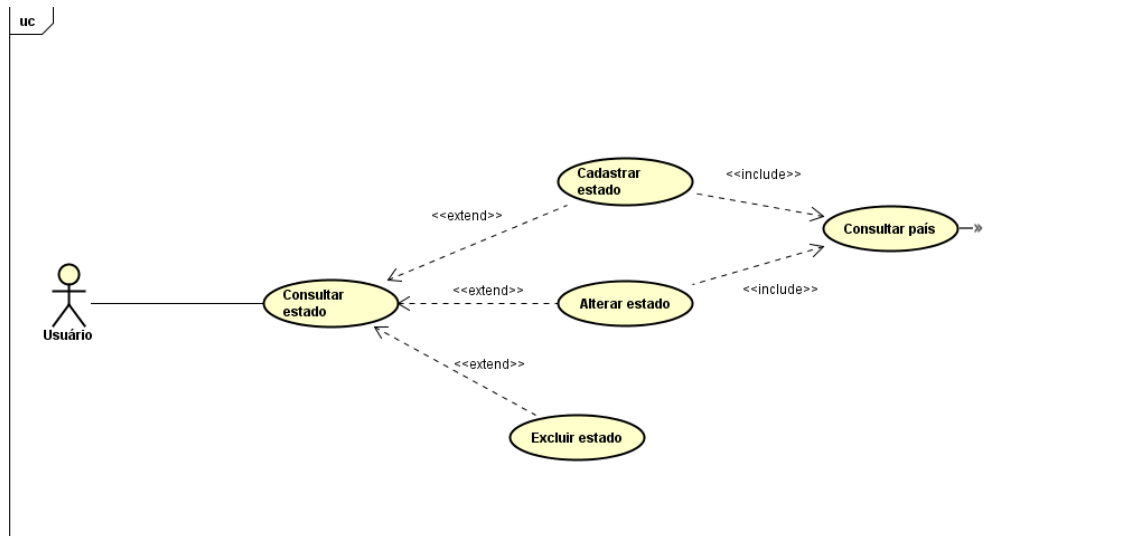 uc
Cadastrar
estado
<<include>>
<<extend>>
Consultar país
Consultar
estado
<<extend>>
Alterar estado
<<include>>
Usuário
<<extend>>
Excluir estado